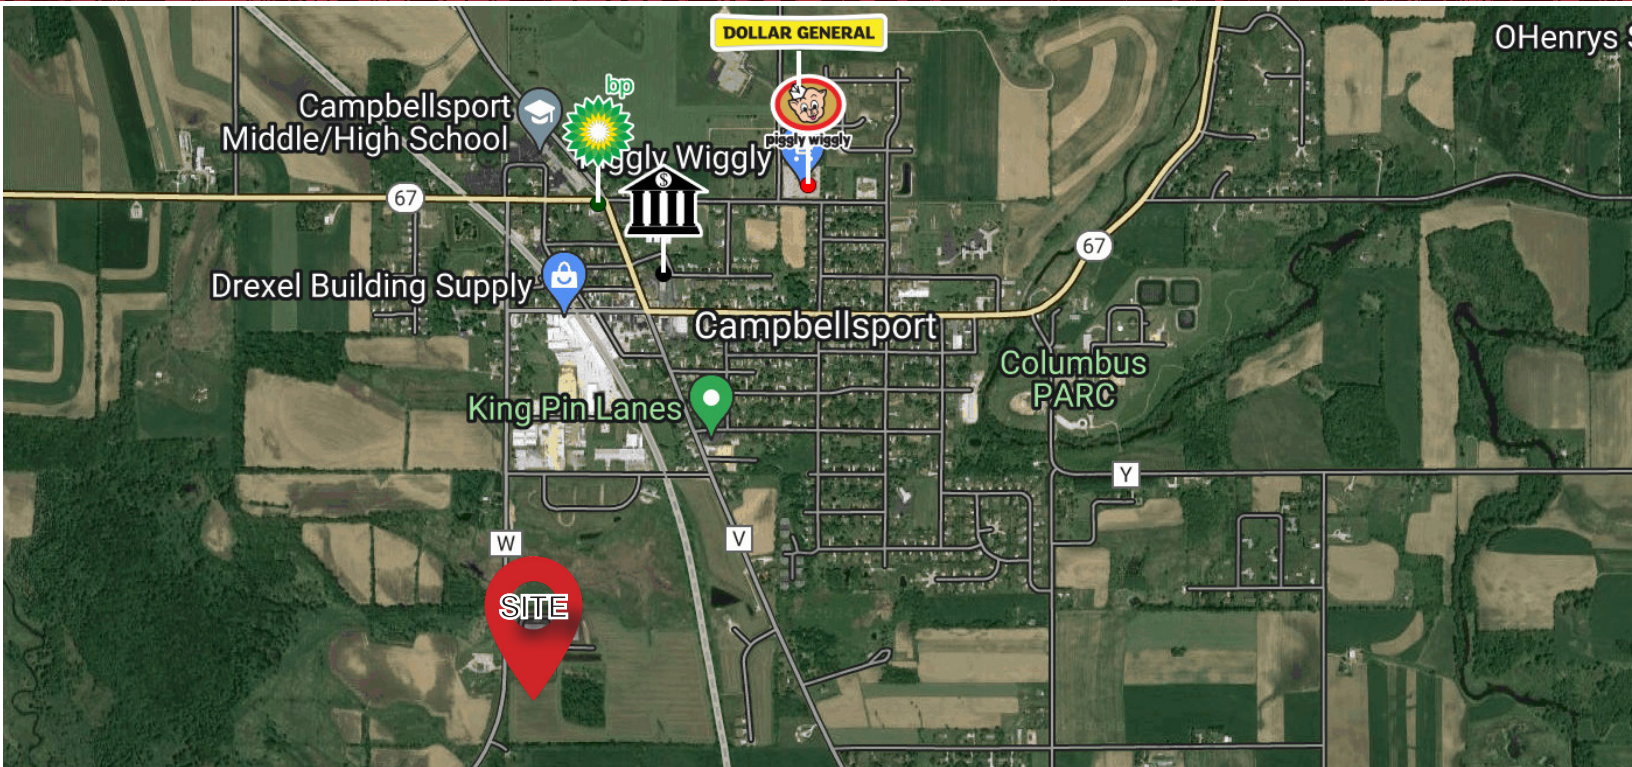 DOLLAR GENERAL
OHenrys S
bp
Campbellsport
Middle/High School
piggly wiggly
Piggly Wiggly
$
67
67
Drexel Building Supply
Campbellsport
Columbus
PARC
King Pin Lanes
Y
W
V
SITE